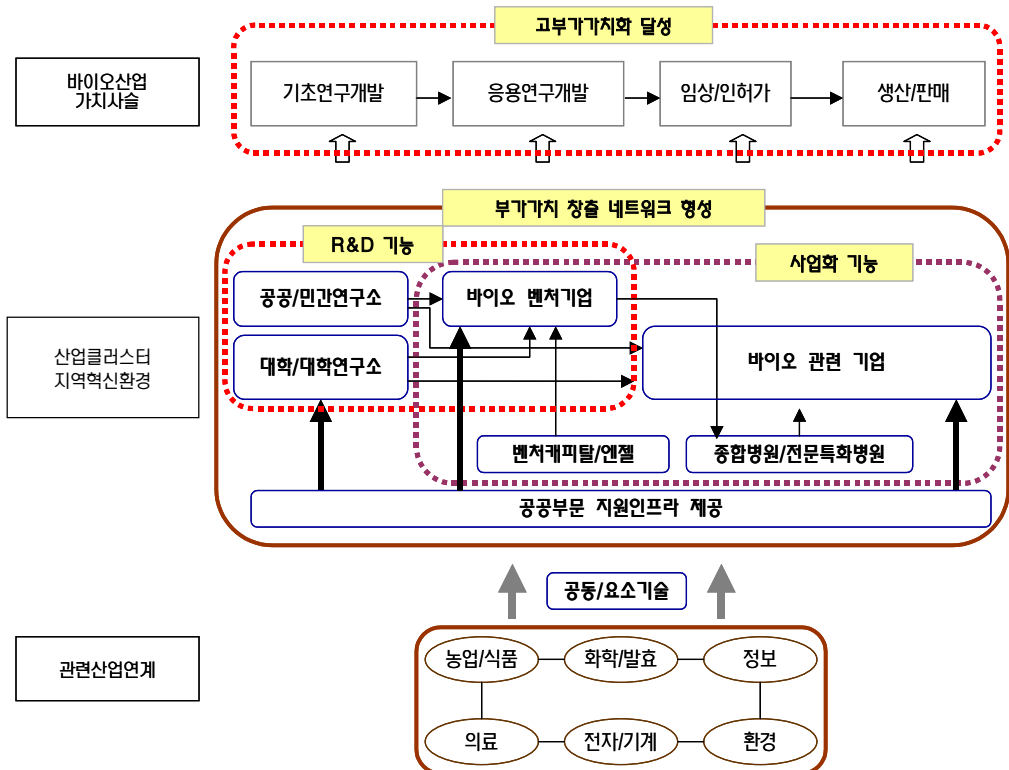 고부가가치화 달성
바이오산업
가치사슬
기초연구개발
응용연구개발
임상/인허가
생산/판매
부가가치 창출 네트워크 형성
R&D 기능
사업화 기능
공공/민간연구소
바이오 벤처기업
산업클러스터
지역혁신환경
대학/대학연구소
바이오 관련 기업
벤처캐피탈/엔젤
종합병원/전문특화병원
공공부문 지원인프라 제공
공동/요소기술
관련산업연계
농업/식품
화학/발효
정보
의료
전자/기계
환경